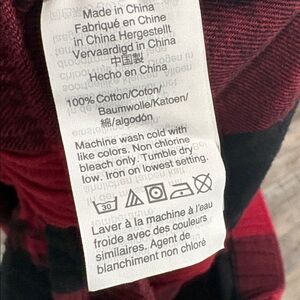 Made in China
Fabriqué en Chine
in China Hergestellt
Vervaardigd in China
中国製
Hecho en China
100% Cotton/Coton/
Baumwolle/Katoen/
綿/algodón
Machine wash cold with
like colors. Non chlorine
bleach only. Tumble dry
low. Iron on lowest setting.
30
Laver à la machine à l'eau
froide avec des couleurs
similaires. Agent de
blanchiment non chloré